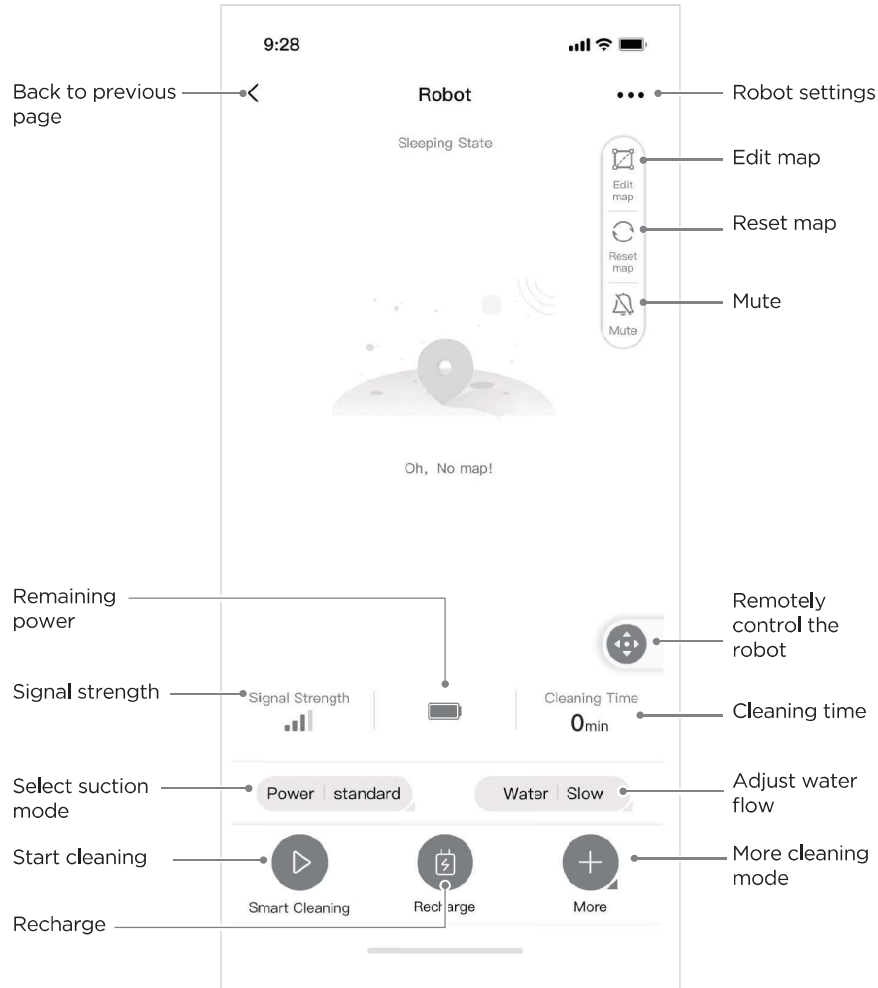 9:28
Back to previous
page
Robot
Robot settings
Sleeping State
Edit
map
Edit map
Reset
map
Reset map
Mute
Mute
Oh, No map!
Remaining
power
Remotely
control the
robot
Signal strength
Signal Strength
Cleaning Time
0min
Cleaning time
Select suction
mode
Power | standard
Water | Slow
Adjust water
flow
Start cleaning
More cleaning
mode
Smart Cleaning
Recharge
More
Recharge